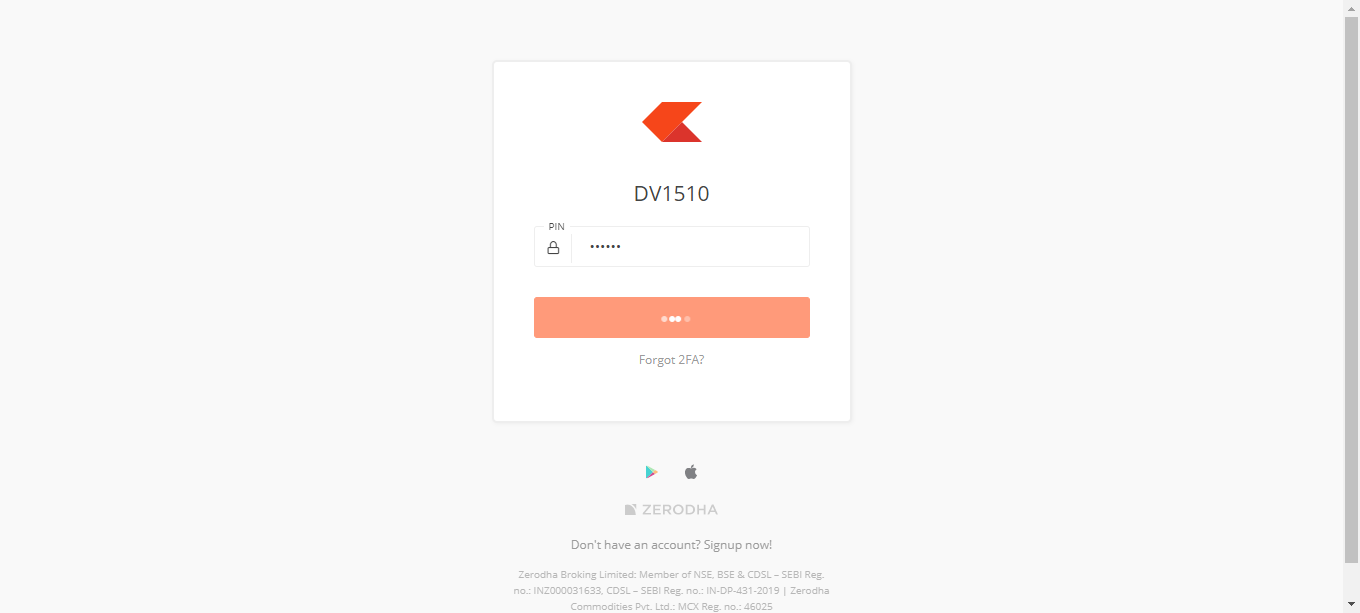 DV1510
PIN
••••••
Forgot 2FA?
ZERODHA
Don't have an account? Signup now!
Zerodha Broking Limited: Member of NSE, BSE & CDSL – SEBI Reg.
no.: INZ000031633, CDSL – SEBI Reg. no.: IN-DP-431-2019 | Zerodha
Commodities Pvt. Ltd.: MCX Reg. no.: 46025